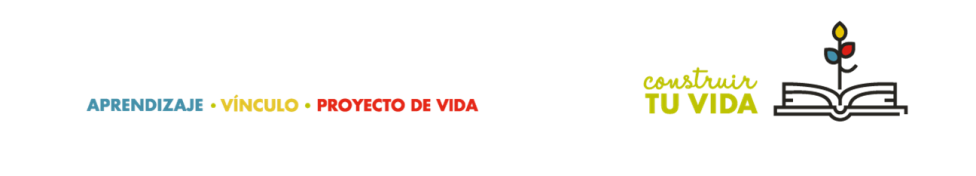 APRENDIZAJE • VÍNCULO • PROYECTO DE VIDA
construir
TU VIDA